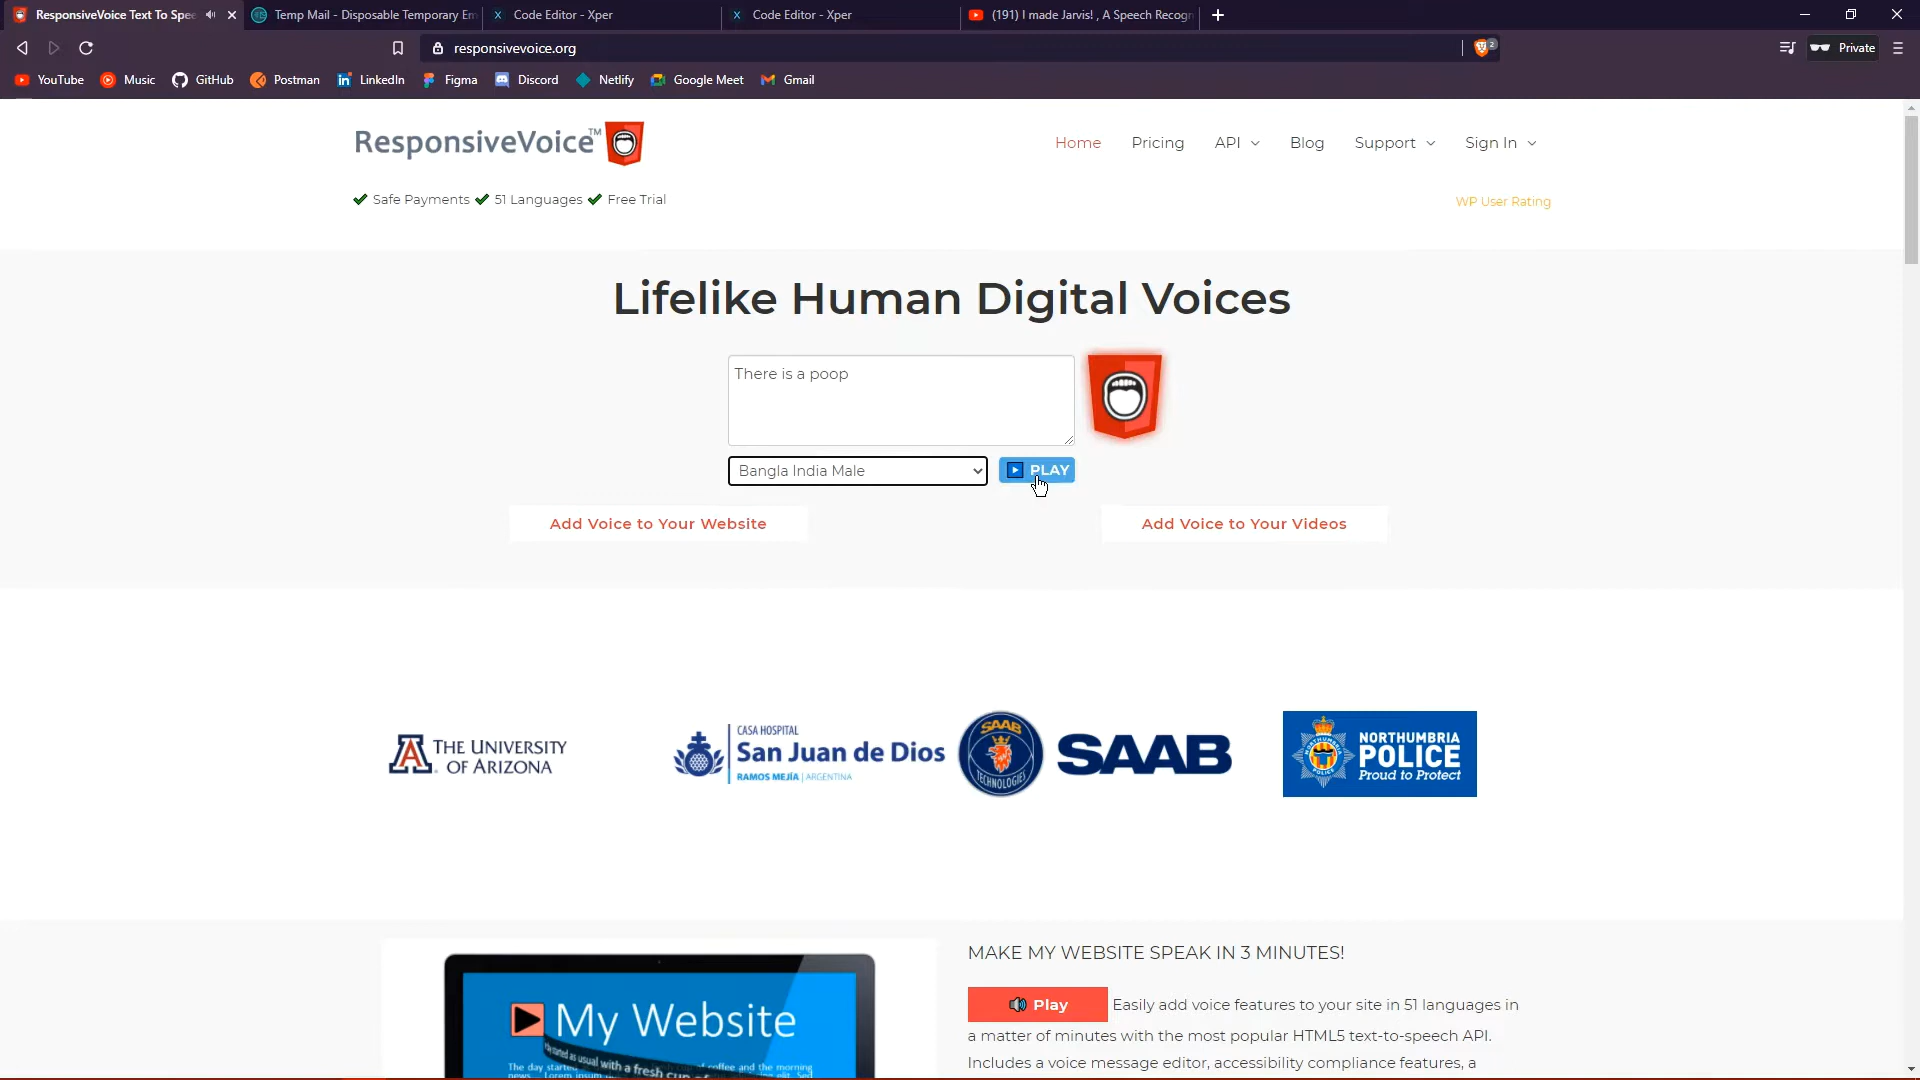 ResponsiveVoice Text To Spee
Temp Mail - Disposable Temporary Em
X Code Editor - Xper
X Code Editor - Xper
(191) I made Jarvis! , A Speech Recogn
responsivevoice.org
2
Private
YouTube
Music
GitHub
Postman
LinkedIn
Figma
Discord
Netlify
Google Meet
Gmail
ResponsiveVoice™
Home
Pricing
API
Blog
Support
Sign In
Safe Payments
51 Languages
Free Trial
WP User Rating
Lifelike Human Digital Voices
There is a poop
Bangla India Male
PLAY
Add Voice to Your Website
Add Voice to Your Videos
A
THE UNIVERSITY
OF ARIZONA
CASA HOSPITAL
San Juan de Dios
RAMOS MEJÍA | ARGENTINA
SAAB
TECHNOLOGIES
SAAB
NORTHUMBRIA
POLICE
Proud to Protect
MAKE MY WEBSITE SPEAK IN 3 MINUTES!
Play Easily add voice features to your site in 51 languages in
a matter of minutes with the most popular HTML5 text-to-speech API.
Includes a voice message editor, accessibility compliance features, a
My Website